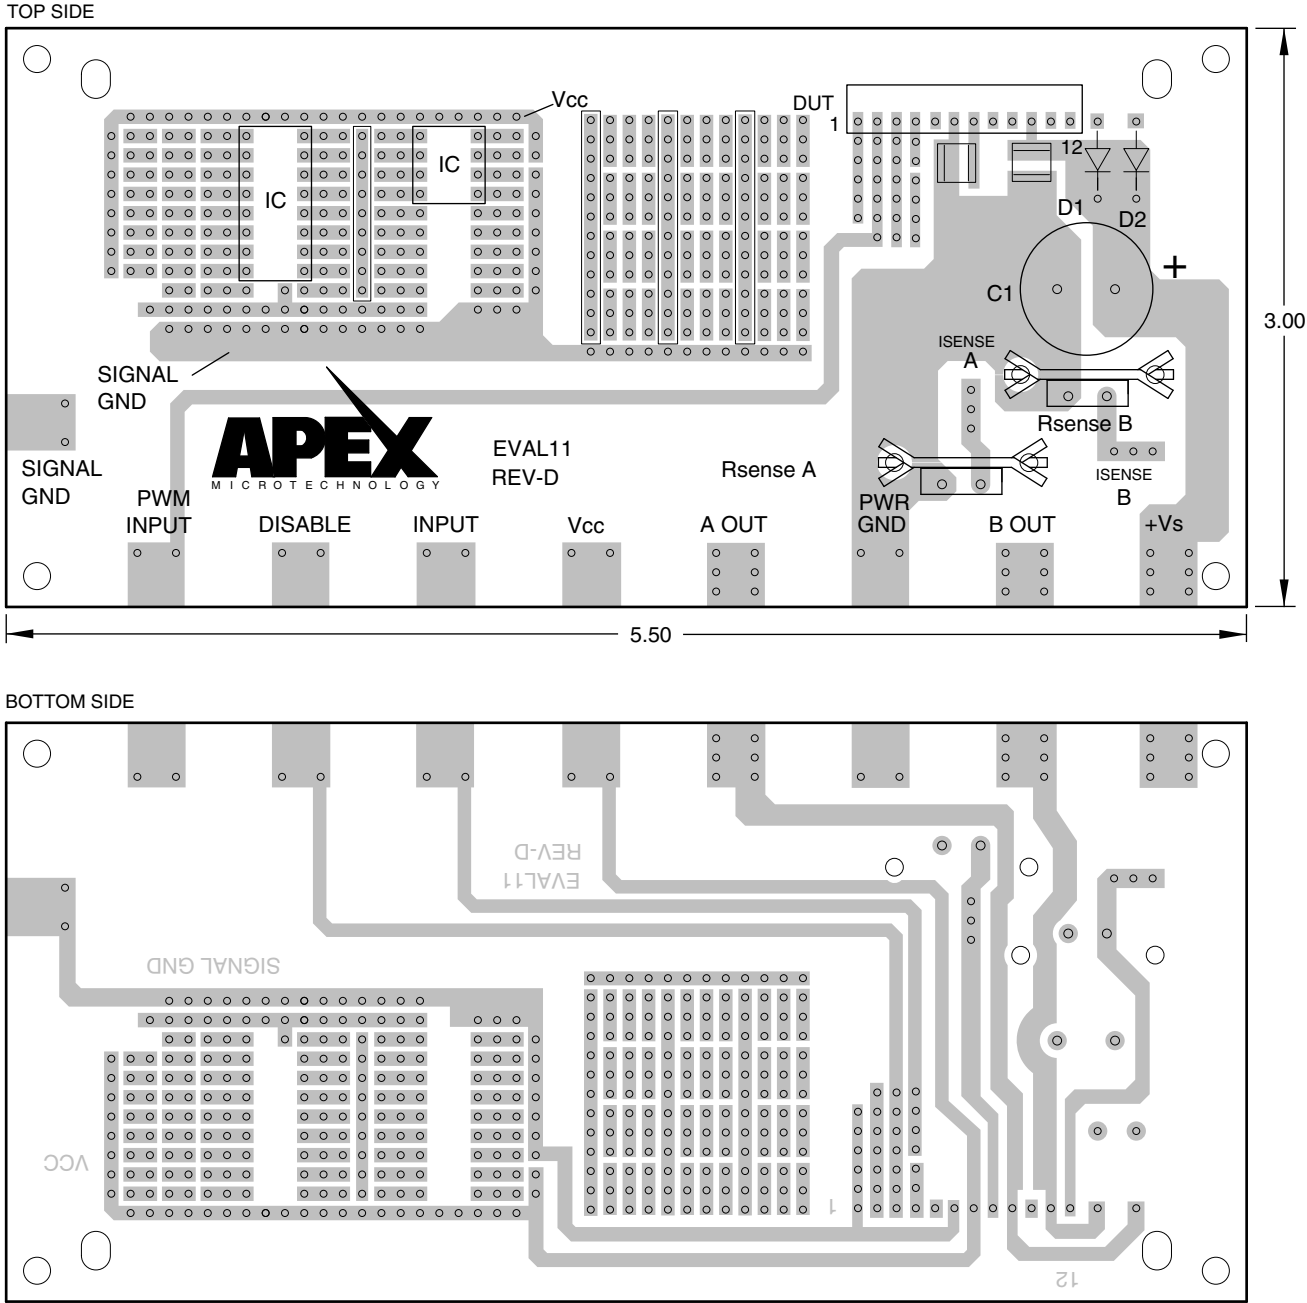 TOP SIDE
Vcc
DUT
1
12
IC
IC
D1
D2
+
C1
3.00
ISENSE
A
SIGNAL
GND
Rsense B
APEX
MICROTECHNOLOGY
EVAL11
REV-D
Rsense A
ISENSE
B
SIGNAL
GND
PWM
INPUT
DISABLE
INPUT
Vcc
A OUT
PWR
GND
B OUT
+Vs
5.50
BOTTOM SIDE
REV-D
EVAL11
SIGNAL GND
VCC
1
12